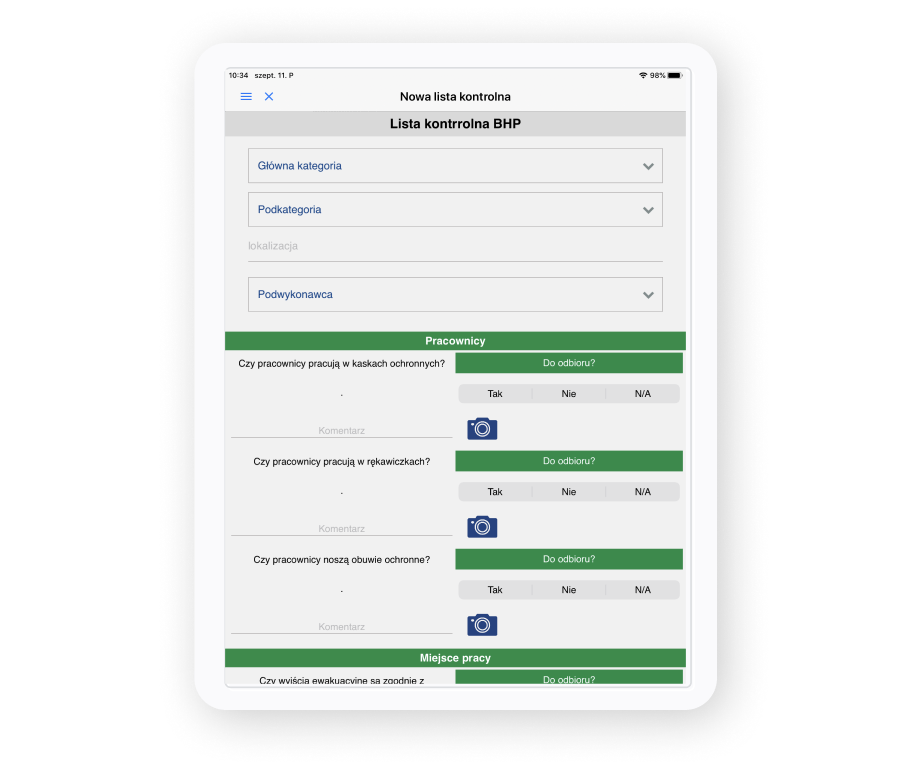 10:34 szept. 11. P 98%
Nowa lista kontrolna
Lista kontrrolna BHP
Główna kategoria
Podkategoria
lokalizacja
Podwykonawca
Pracownicy
Czy pracownicy pracują w kaskach ochronnych? Do odbioru?
. Tak Nie N/A
Komentarz
Czy pracownicy pracują w rękawiczkach? Do odbioru?
. Tak Nie N/A
Komentarz
Czy pracownicy noszą obuwie ochronne? Do odbioru?
. Tak Nie N/A
Komentarz
Miejsce pracy
Czy wyjścia ewakuacyjne są zgodnie z Do odbioru?